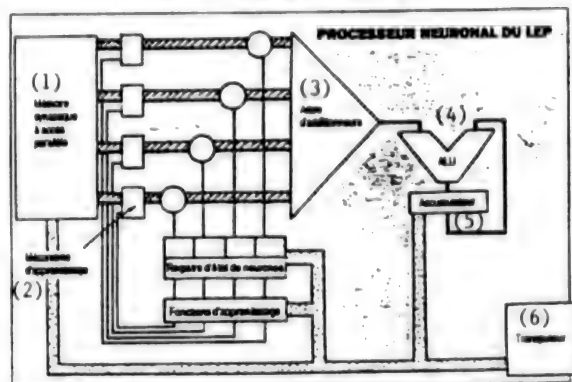 PROCESSEUR NEURONAL DU LEP
(1)
Mémoire
synaptique
à accès
parallèle
(3)
Arbre
d'additionneurs
(4)
ALU
Accumulateur
(5)
Mécanisme
d'apprentissage
(2)
Registre d'état de neurones
Fonctions d'apprentissage
(6)
Transputer